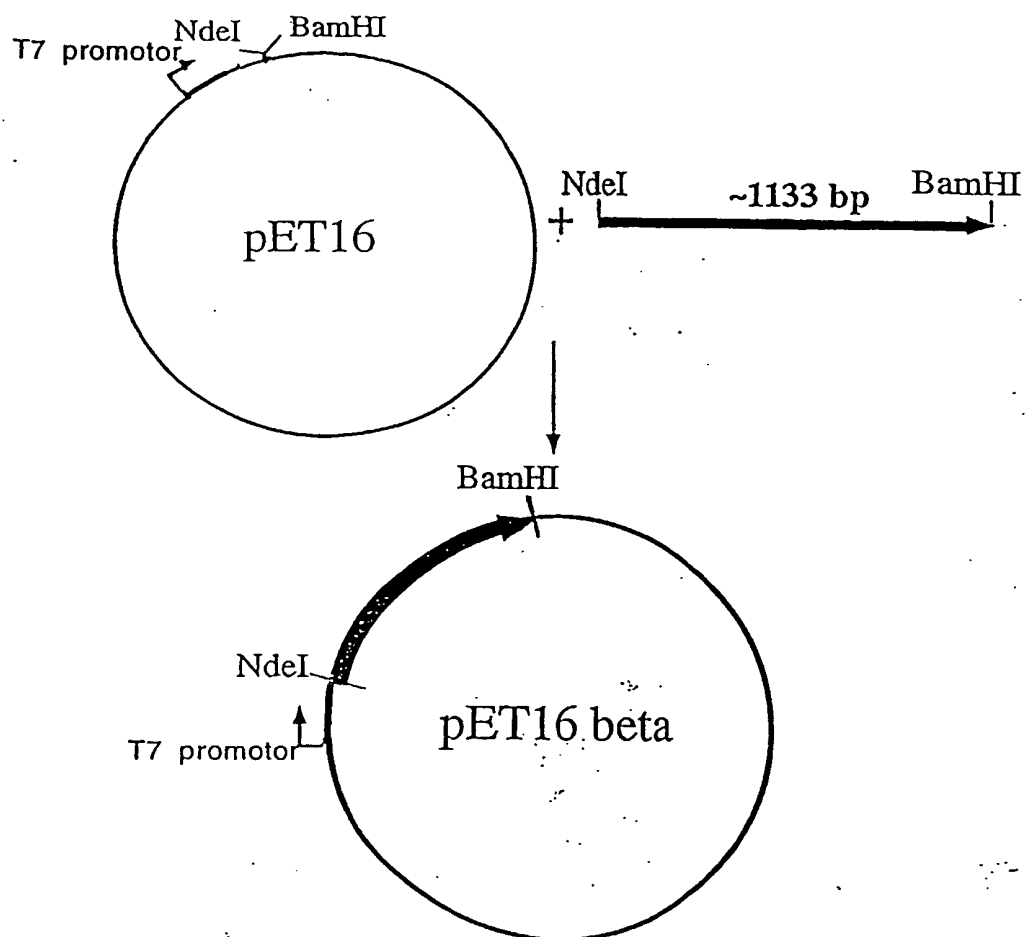 NdeI
BamHI
T7 promotor
pET16
+
NdeI
~1133 bp
BamHI
BamHI
NdeI
T7 promotor
pET16 beta